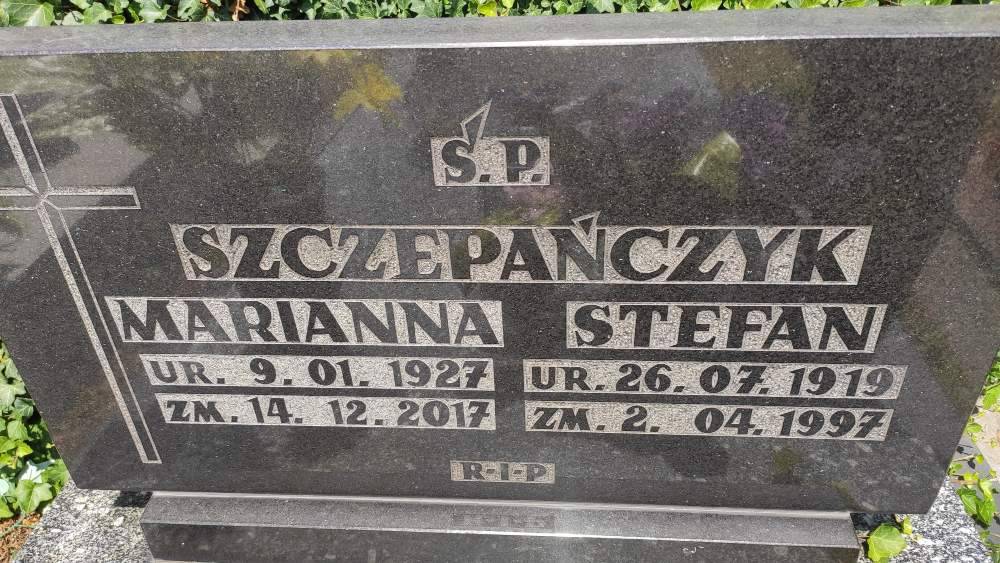 Ś.P.
SZCZEPAŃCZYK
MARIANNA STEFAN
UR. 9. 01. 1927 UR. 26. 07. 1919
ZM. 14. 12. 2017 ZM. 2. 04. 1997
R-I-P